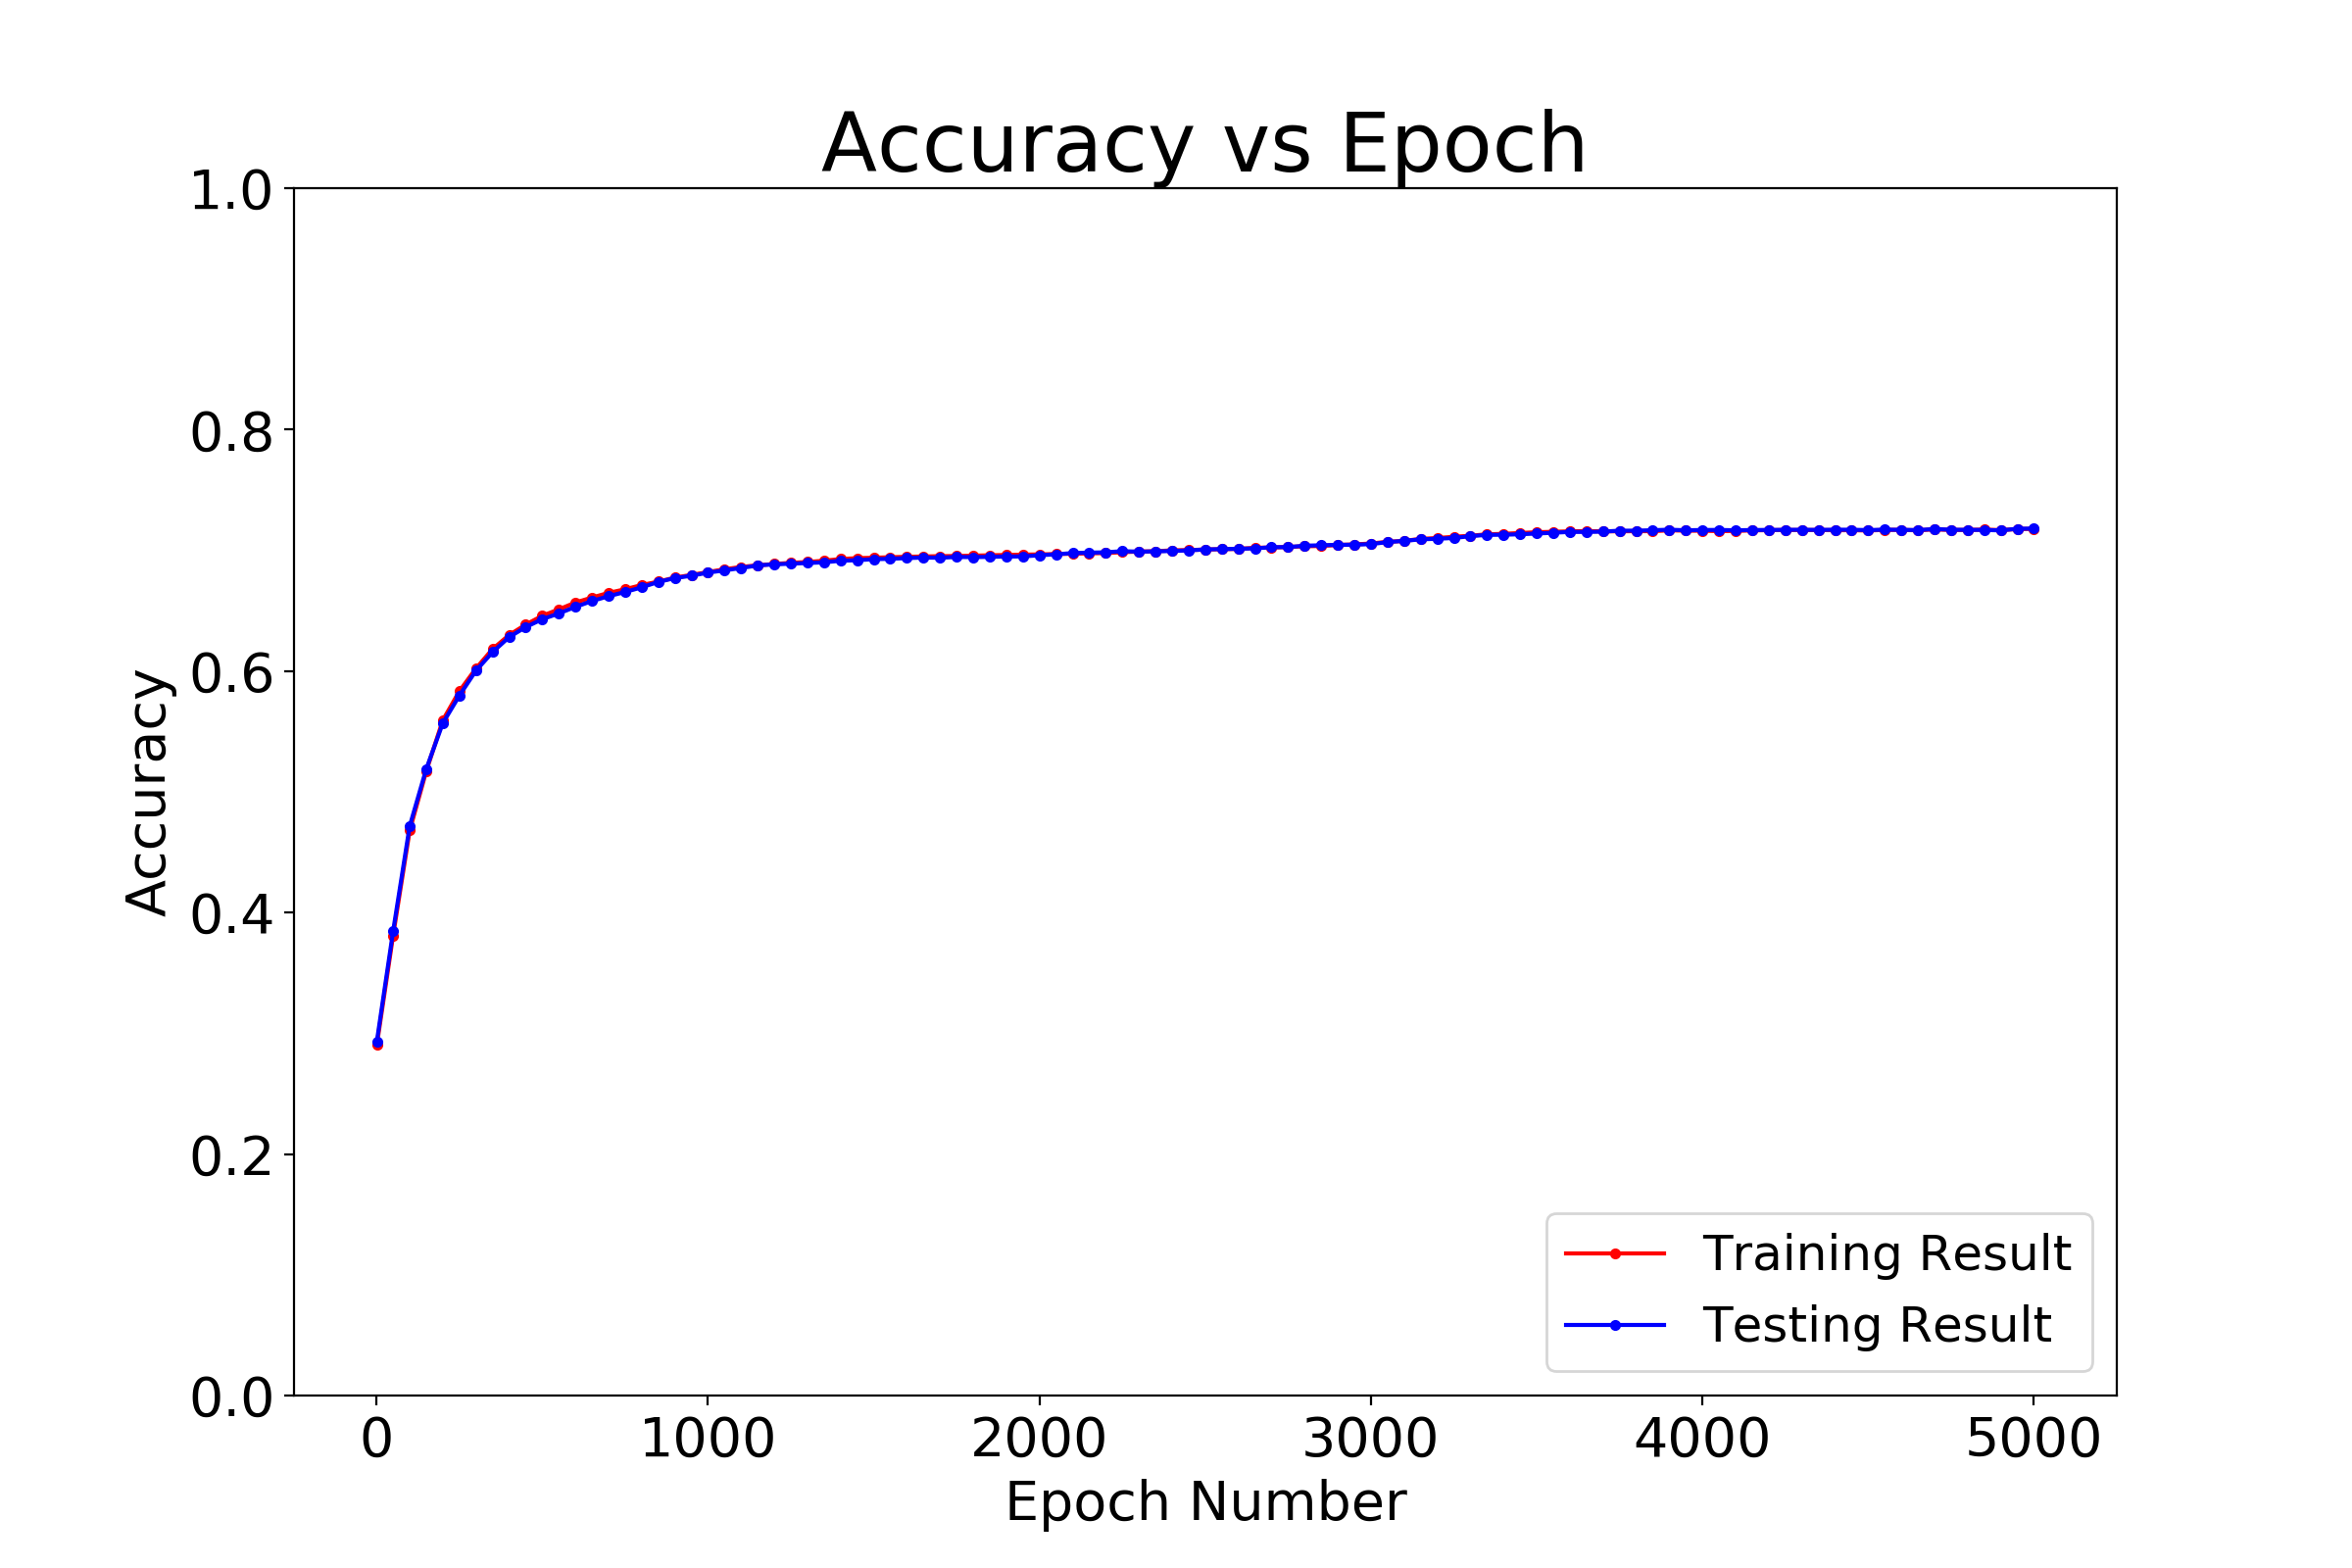 Accuracy vs Epoch
1.0
0.8
0.6
0.4
0.2
0.0
Accuracy
0 1000 2000 3000 4000 5000
Epoch Number
Training Result
Testing Result